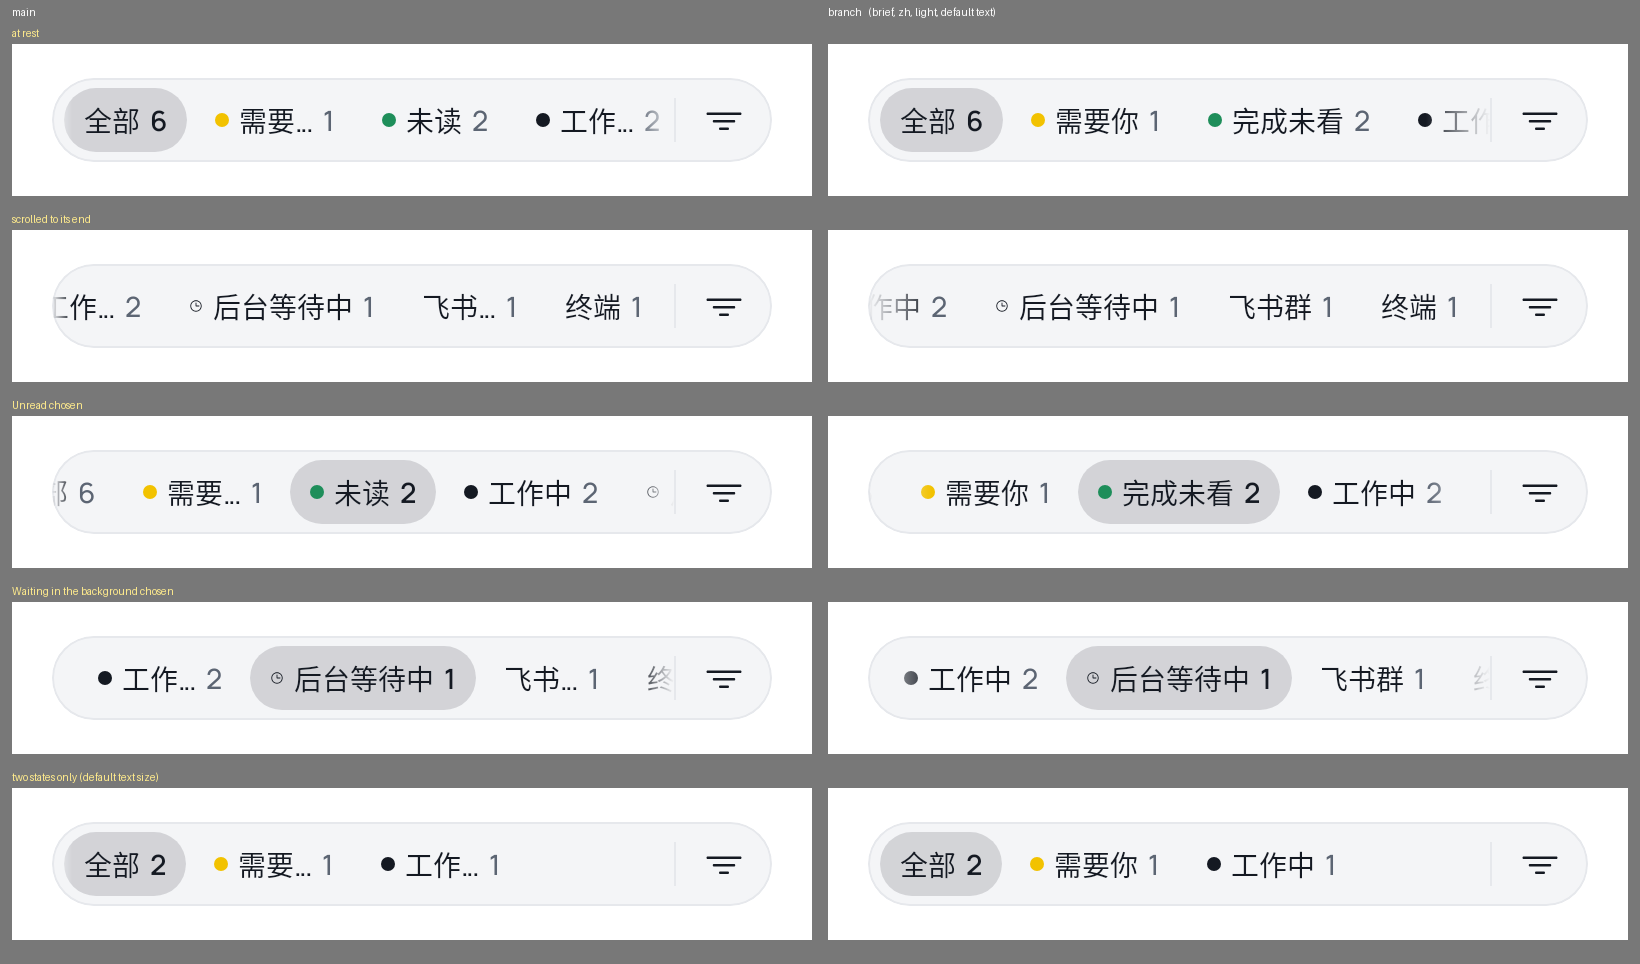 main
branch (brief, zh, light, default text)
at rest
全部 6 需要... 1 未读 2 工作... 2
全部 6 需要你 1 完成未看 2 工作
scrolled to its end
工作... 2 后台等待中 1 飞书... 1 终端 1
作中 2 后台等待中 1 飞书群 1 终端 1
Unread chosen
部 6 需要... 1 未读 2 工作中 2
需要你 1 完成未看 2 工作中 2
Waiting in the background chosen
工作... 2 后台等待中 1 飞书... 1 终
工作中 2 后台等待中 1 飞书群 1
two states only (default text size)
全部 2 需要... 1 工作... 1
全部 2 需要你 1 工作中 1